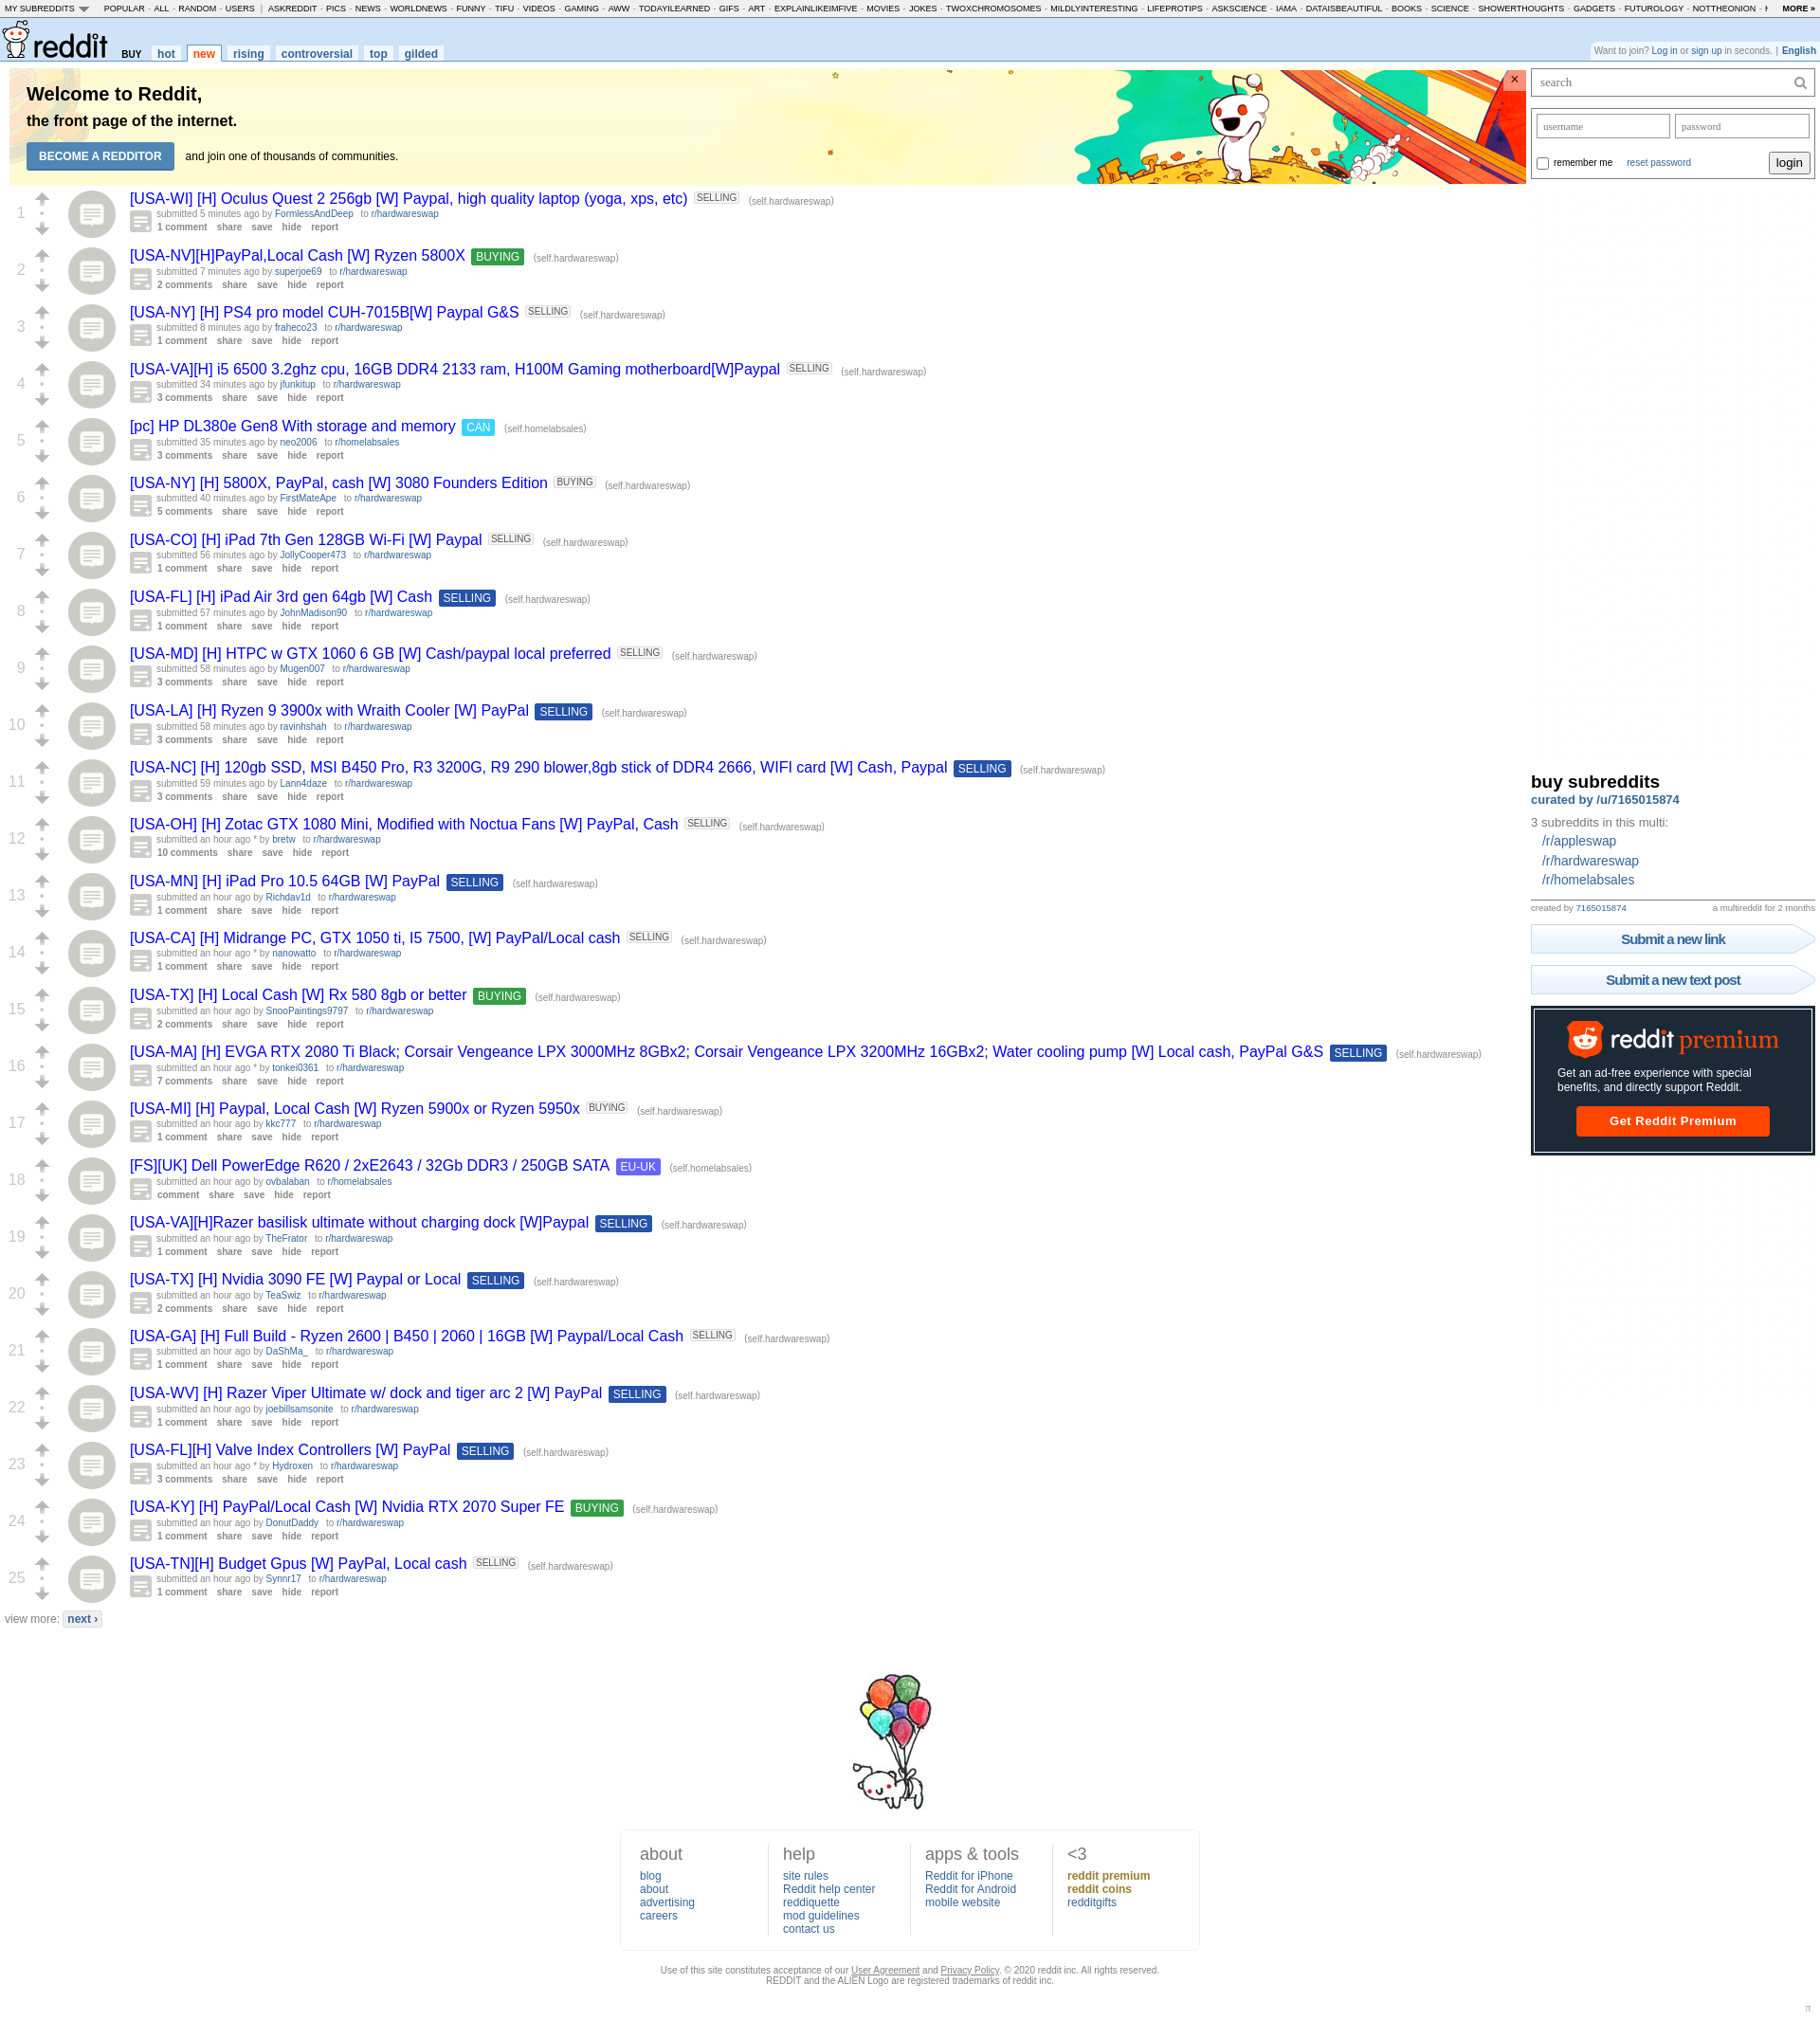 MY SUBREDDITS POPULAR - ALL - RANDOM - USERS | ASKREDDIT - PICS - NEWS - WORLDNEWS - FUNNY - TIFU - VIDEOS - GAMING - AWW - TODAYILEARNED - GIFS - ART - EXPLAINLIKEIMFIVE - MOVIES - JOKES - TWOXCHROMOSOMES - MILDLYINTERESTING - LIFEPROTIPS - ASKSCIENCE - IAMA - DATAISBEAUTIFUL - BOOKS - SCIENCE - SHOWERTHOUGHTS - GADGETS - FUTUROLOGY - NOTTHEONION - MORE »
reddit BUY hot new rising controversial top gilded
Want to join? Log in or sign up in seconds. | English
Welcome to Reddit,
the front page of the internet.
BECOME A REDDITOR and join one of thousands of communities.
×
search
username password
remember me reset password login
1 [USA-WI] [H] Oculus Quest 2 256gb [W] Paypal, high quality laptop (yoga, xps, etc) SELLING (self.hardwareswap)
submitted 5 minutes ago by FormlessAndDeep to r/hardwareswap
1 comment share save hide report
2 [USA-NV][H]PayPal,Local Cash [W] Ryzen 5800X BUYING (self.hardwareswap)
submitted 7 minutes ago by superjoe69 to r/hardwareswap
2 comments share save hide report
3 [USA-NY] [H] PS4 pro model CUH-7015B[W] Paypal G&S SELLING (self.hardwareswap)
submitted 8 minutes ago by fraheco23 to r/hardwareswap
1 comment share save hide report
4 [USA-VA][H] i5 6500 3.2ghz cpu, 16GB DDR4 2133 ram, H100M Gaming motherboard[W]Paypal SELLING (self.hardwareswap)
submitted 34 minutes ago by jfunkitup to r/hardwareswap
3 comments share save hide report
5 [pc] HP DL380e Gen8 With storage and memory CAN (self.homelabsales)
submitted 35 minutes ago by neo2006 to r/homelabsales
3 comments share save hide report
6 [USA-NY] [H] 5800X, PayPal, cash [W] 3080 Founders Edition BUYING (self.hardwareswap)
submitted 40 minutes ago by FirstMateApe to r/hardwareswap
5 comments share save hide report
7 [USA-CO] [H] iPad 7th Gen 128GB Wi-Fi [W] Paypal SELLING (self.hardwareswap)
submitted 56 minutes ago by JollyCooper473 to r/hardwareswap
1 comment share save hide report
8 [USA-FL] [H] iPad Air 3rd gen 64gb [W] Cash SELLING (self.hardwareswap)
submitted 57 minutes ago by JohnMadison90 to r/hardwareswap
1 comment share save hide report
9 [USA-MD] [H] HTPC w GTX 1060 6 GB [W] Cash/paypal local preferred SELLING (self.hardwareswap)
submitted 58 minutes ago by Mugen007 to r/hardwareswap
3 comments share save hide report
10 [USA-LA] [H] Ryzen 9 3900x with Wraith Cooler [W] PayPal SELLING (self.hardwareswap)
submitted 58 minutes ago by ravinhshah to r/hardwareswap
3 comments share save hide report
11 [USA-NC] [H] 120gb SSD, MSI B450 Pro, R3 3200G, R9 290 blower,8gb stick of DDR4 2666, WIFI card [W] Cash, Paypal SELLING (self.hardwareswap)
submitted 59 minutes ago by Lann4daze to r/hardwareswap
3 comments share save hide report
12 [USA-OH] [H] Zotac GTX 1080 Mini, Modified with Noctua Fans [W] PayPal, Cash SELLING (self.hardwareswap)
submitted an hour ago * by bretw to r/hardwareswap
10 comments share save hide report
13 [USA-MN] [H] iPad Pro 10.5 64GB [W] PayPal SELLING (self.hardwareswap)
submitted an hour ago by Richdav1d to r/hardwareswap
1 comment share save hide report
14 [USA-CA] [H] Midrange PC, GTX 1050 ti, I5 7500, [W] PayPal/Local cash SELLING (self.hardwareswap)
submitted an hour ago * by nanowatto to r/hardwareswap
1 comment share save hide report
15 [USA-TX] [H] Local Cash [W] Rx 580 8gb or better BUYING (self.hardwareswap)
submitted an hour ago by SnooPaintings9797 to r/hardwareswap
2 comments share save hide report
16 [USA-MA] [H] EVGA RTX 2080 Ti Black; Corsair Vengeance LPX 3000MHz 8GBx2; Corsair Vengeance LPX 3200MHz 16GBx2; Water cooling pump [W] Local cash, PayPal G&S SELLING (self.hardwareswap)
submitted an hour ago * by tonkei0361 to r/hardwareswap
7 comments share save hide report
17 [USA-MI] [H] Paypal, Local Cash [W] Ryzen 5900x or Ryzen 5950x BUYING (self.hardwareswap)
submitted an hour ago by kkc777 to r/hardwareswap
1 comment share save hide report
18 [FS][UK] Dell PowerEdge R620 / 2xE2643 / 32Gb DDR3 / 250GB SATA EU-UK (self.homelabsales)
submitted an hour ago by ovbalaban to r/homelabsales
comment share save hide report
19 [USA-VA][H]Razer basilisk ultimate without charging dock [W]Paypal SELLING (self.hardwareswap)
submitted an hour ago by TheFrator to r/hardwareswap
1 comment share save hide report
20 [USA-TX] [H] Nvidia 3090 FE [W] Paypal or Local SELLING (self.hardwareswap)
submitted an hour ago by TeaSwiz to r/hardwareswap
2 comments share save hide report
21 [USA-GA] [H] Full Build - Ryzen 2600 | B450 | 2060 | 16GB [W] Paypal/Local Cash SELLING (self.hardwareswap)
submitted an hour ago by DaShMa_ to r/hardwareswap
1 comment share save hide report
22 [USA-WV] [H] Razer Viper Ultimate w/ dock and tiger arc 2 [W] PayPal SELLING (self.hardwareswap)
submitted an hour ago by joebillsamsonite to r/hardwareswap
1 comment share save hide report
23 [USA-FL][H] Valve Index Controllers [W] PayPal SELLING (self.hardwareswap)
submitted an hour ago * by Hydroxen to r/hardwareswap
3 comments share save hide report
24 [USA-KY] [H] PayPal/Local Cash [W] Nvidia RTX 2070 Super FE BUYING (self.hardwareswap)
submitted an hour ago by DonutDaddy to r/hardwareswap
1 comment share save hide report
25 [USA-TN][H] Budget Gpus [W] PayPal, Local cash SELLING (self.hardwareswap)
submitted an hour ago by Synnr17 to r/hardwareswap
1 comment share save hide report
view more: next ›
buy subreddits
curated by /u/7165015874
3 subreddits in this multi:
/r/appleswap
/r/hardwareswap
/r/homelabsales
created by 7165015874 a multireddit for 2 months
Submit a new link
Submit a new text post
reddit premium
Get an ad-free experience with special
benefits, and directly support Reddit.
Get Reddit Premium
about
blog
about
advertising
careers
help
site rules
Reddit help center
reddiquette
mod guidelines
contact us
apps & tools
Reddit for iPhone
Reddit for Android
mobile website
<3
reddit premium
reddit coins
redditgifts
Use of this site constitutes acceptance of our User Agreement and Privacy Policy. © 2020 reddit inc. All rights reserved.
REDDIT and the ALIEN Logo are registered trademarks of reddit inc.
π